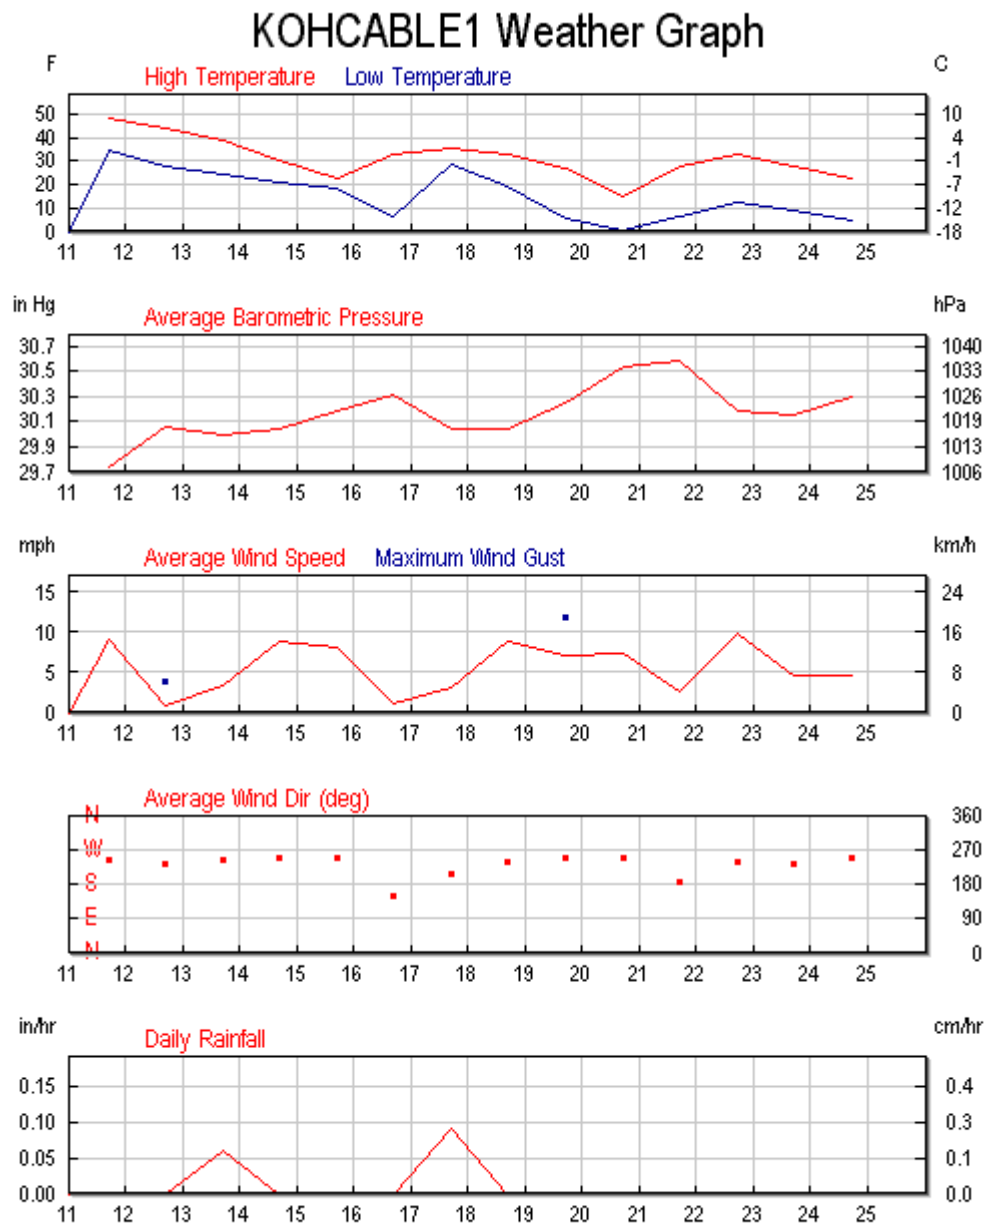 KOHCABLE1 Weather Graph
F C
High Temperature Low Temperature
50 10
40 4
30 -1
20 -7
10 -12
0 -18
11 12 13 14 15 16 17 18 19 20 21 22 23 24 25
in Hg hPa
Average Barometric Pressure
30.7 1040
30.5 1033
30.3 1026
30.1 1019
29.9 1013
29.7 1006
11 12 13 14 15 16 17 18 19 20 21 22 23 24 25
mph km/h
Average Wind Speed Maximum Wind Gust
15 24
10 16
5 8
0 0
11 12 13 14 15 16 17 18 19 20 21 22 23 24 25
Average Wind Dir (deg)
N 360
W 270
S 180
E 90
N 0
11 12 13 14 15 16 17 18 19 20 21 22 23 24 25
in/hr cm/hr
Daily Rainfall
0.15 0.4
0.10 0.3
0.05 0.1
0.00 0.0
11 12 13 14 15 16 17 18 19 20 21 22 23 24 25